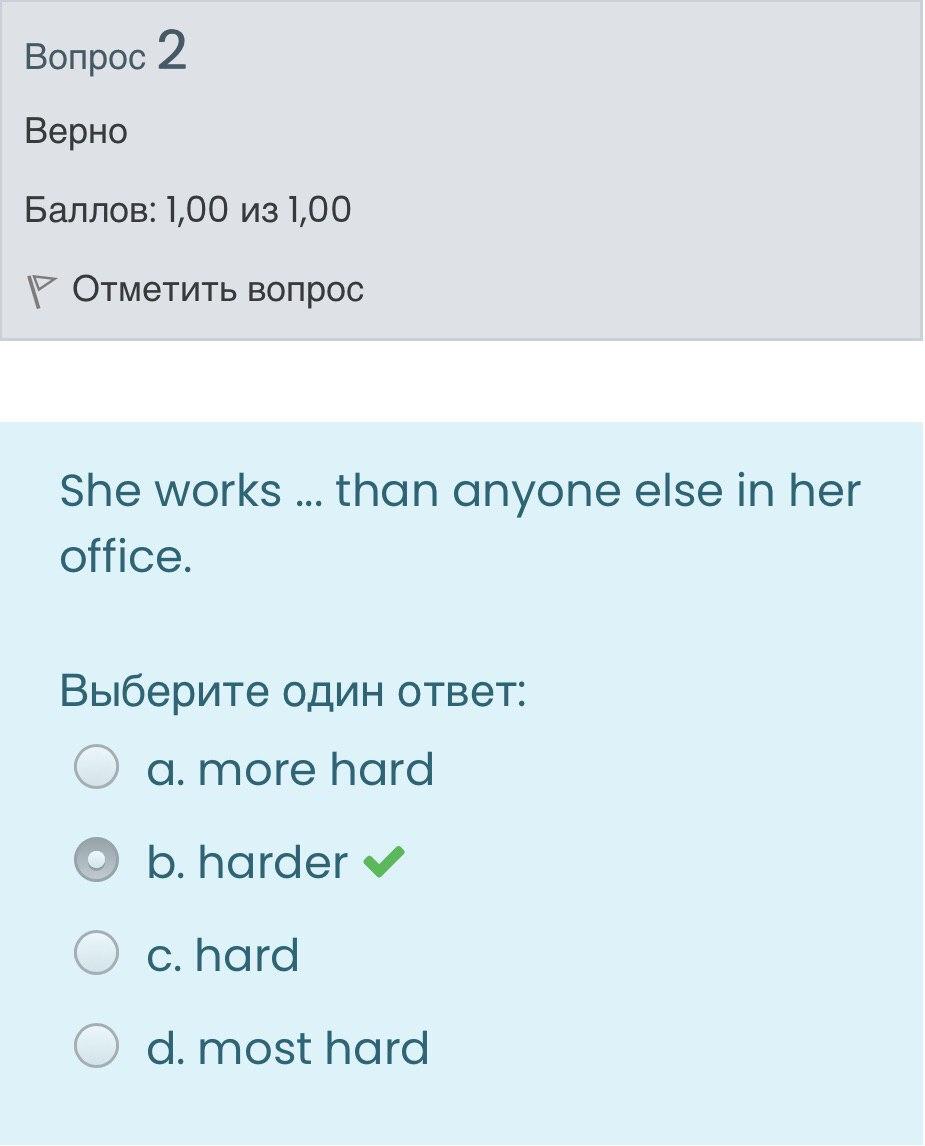 Вопрос 2
Верно
Баллов: 1,00 из 1,00
Отметить вопрос
She works ... than anyone else in her
office.
Выберите один ответ:
a. more hard
b. harder
c. hard
d. most hard